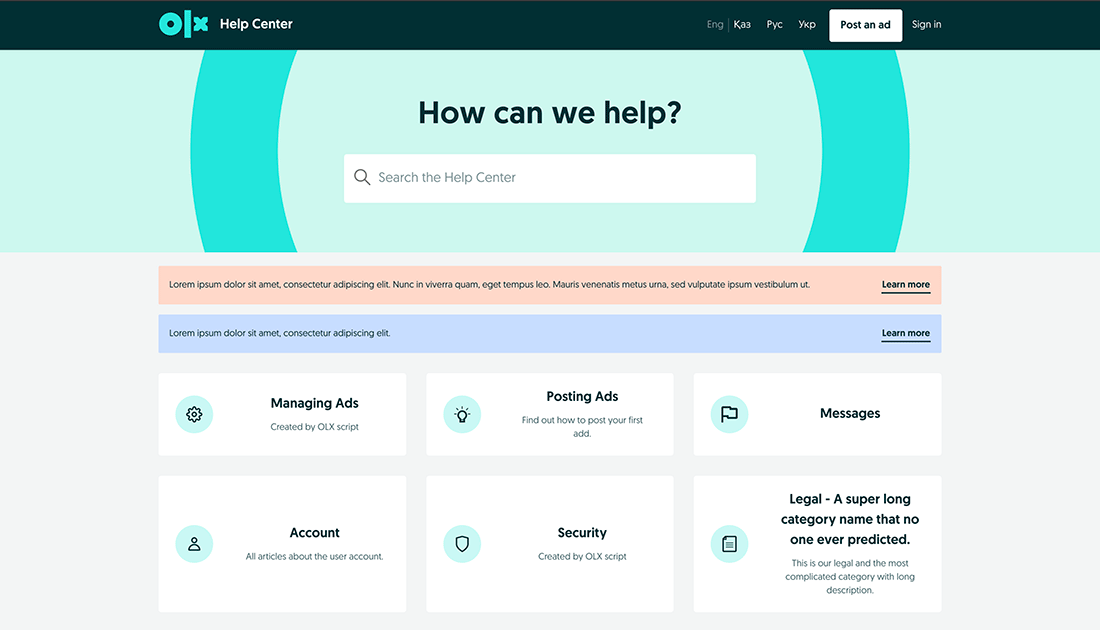 olx Help Center
Eng Қаз Рус Укр Post an ad Sign in
How can we help?
Search the Help Center
Lorem ipsum dolor sit amet, consectetur adipiscing elit. Nunc in viverra quam, eget tempus leo. Mauris venenatis metus urna, sed vulputate ipsum vestibulum ut. Learn more
Lorem ipsum dolor sit amet, consectetur adipiscing elit. Learn more
Managing Ads
Created by OLX script
Posting Ads
Find out how to post your first
add.
Messages
Account
All articles about the user account.
Security
Created by OLX script
Legal - A super long
category name that no
one ever predicted.
This is our legal and the most
complicated category with long
description.